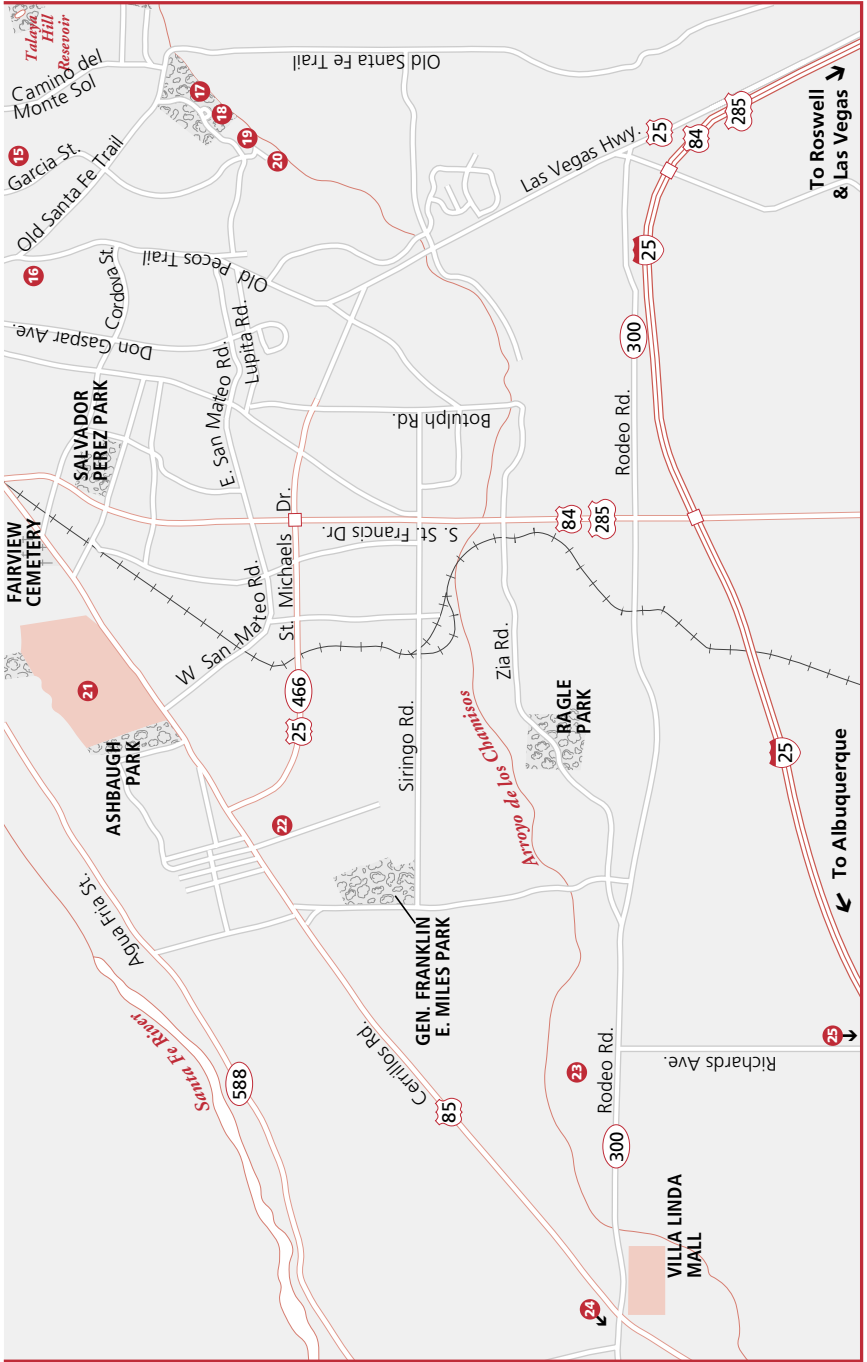 Talaya
Hill
Resevoir
Camino del
Monte Sol
15
Garcia St.
Old Santa Fe Trail
17
18
19
20
Old Santa Fe Trail
16
Cordova St.
Old Pecos Trail
Don Gaspar Ave.
E. San Mateo Rd.
Lupita Rd.
Las Vegas Hwy.
25
84
285
To Roswell
& Las Vegas
25
300
Rodeo Rd.
SALVADOR
PEREZ PARK
Botulph Rd.
FAIRVIEW
CEMETERY
St. Michaels Dr.
S. St. Francis Dr.
84
285
W San Mateo Rd.
21
ASHBAUGH
PARK
25
466
Siringo Rd.
Zia Rd.
Arroyo de los Chamisos
RAGLE
PARK
25
To Albuquerque
22
Agua Fria St.
GEN. FRANKLIN
E. MILES PARK
Santa Fe River
588
Cerrillos Rd.
85
23
Rodeo Rd.
300
Richards Ave.
25
24
VILLA LINDA
MALL